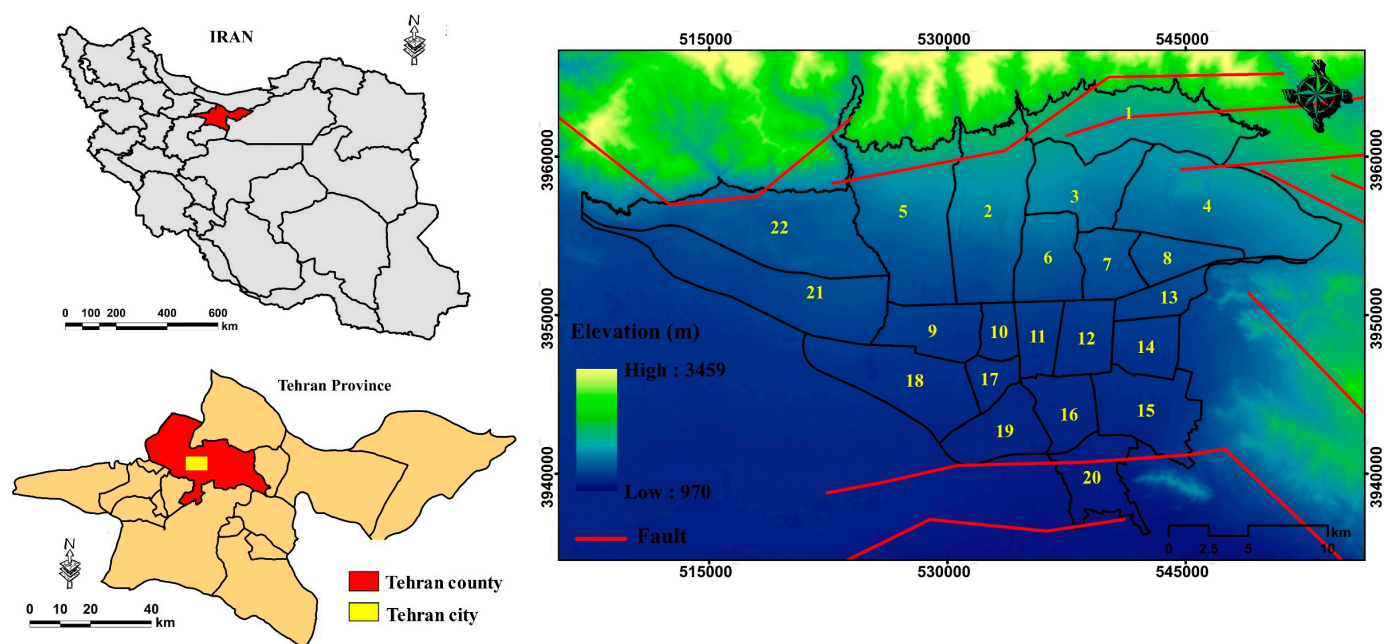 IRAN
N
0 100 200 400 600
km
Tehran Province
N
Tehran county
Tehran city
0 10 20 40
km
515000 530000 545000
3960000 3960000
3950000 3950000
3940000 3940000
1
3
4
5 2
22
6 7 8
21
13
9 10 11 12 14
18 17
16 15
19
20
Elevation (m)
High : 3459
Low : 970
Fault
km
0 2.5 5 10
515000 530000 545000